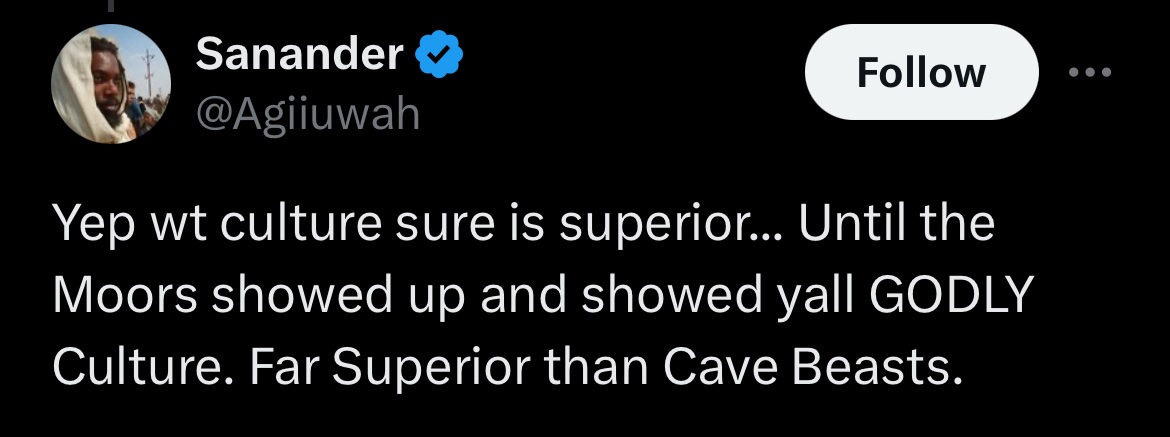 Sanander
@Agiiuwah
Follow
Yep wt culture sure is superior... Until the
Moors showed up and showed yall GODLY
Culture. Far Superior than Cave Beasts.